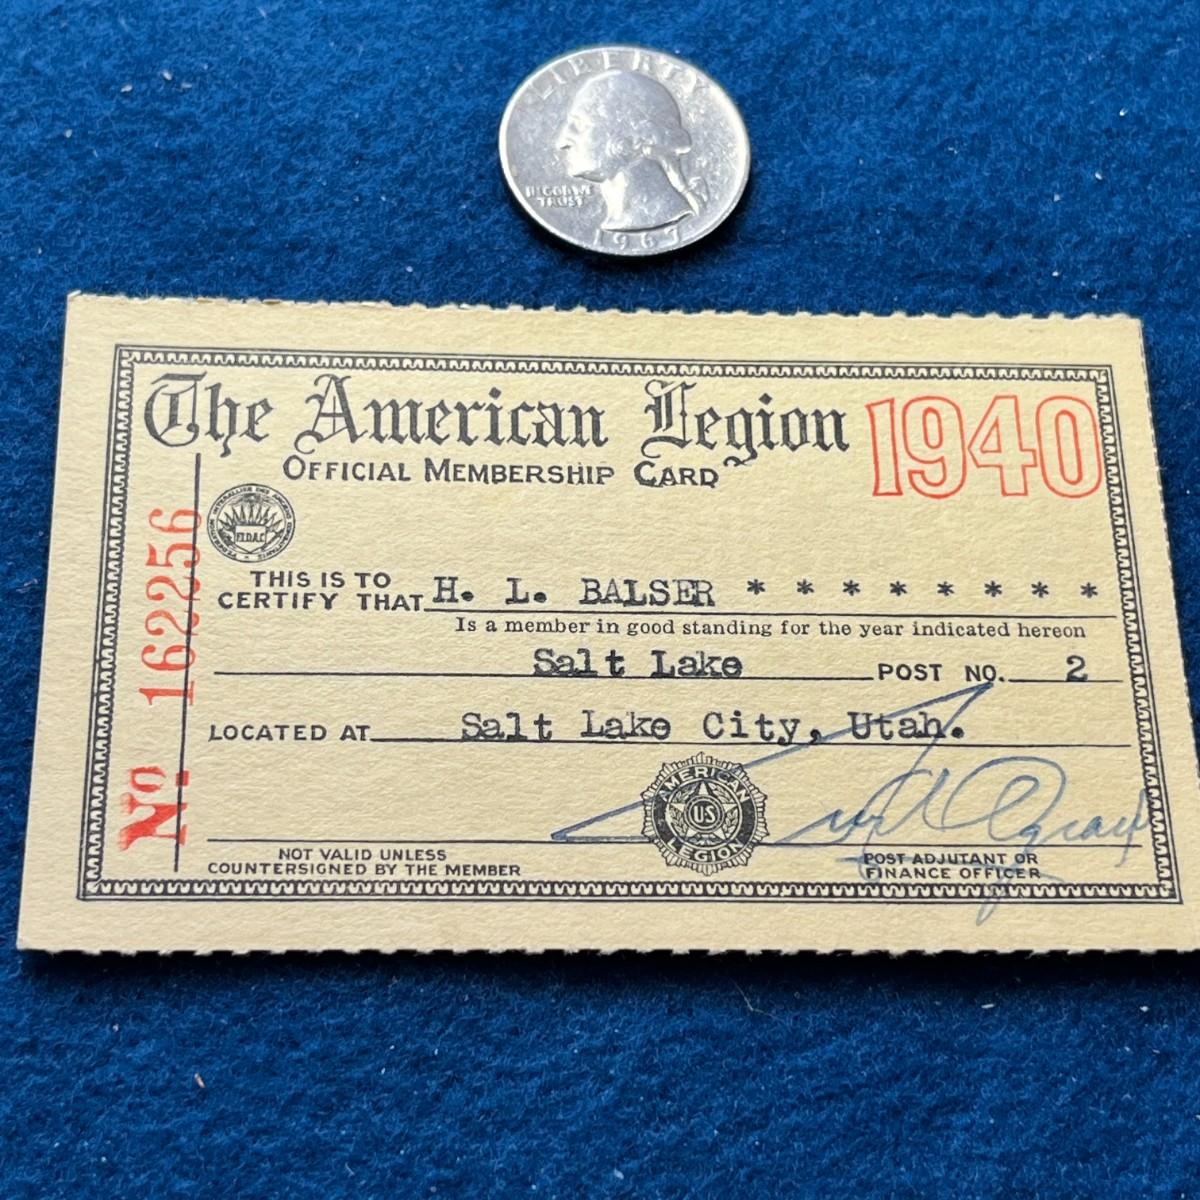 LIBERTY
IN GOD WE
TRUST
1967
The American Legion 1940
OFFICIAL MEMBERSHIP CARD
No. 162256
F.I.D.A.C.
THIS IS TO
CERTIFY THAT H. L. BALSER * * * * * * * *
Is a member in good standing for the year indicated hereon
Salt Lake POST NO. 2
LOCATED AT Salt Lake City, Utah.
AMERICAN
US
LEGION
NOT VALID UNLESS
COUNTERSIGNED BY THE MEMBER
POST ADJUTANT OR
FINANCE OFFICER